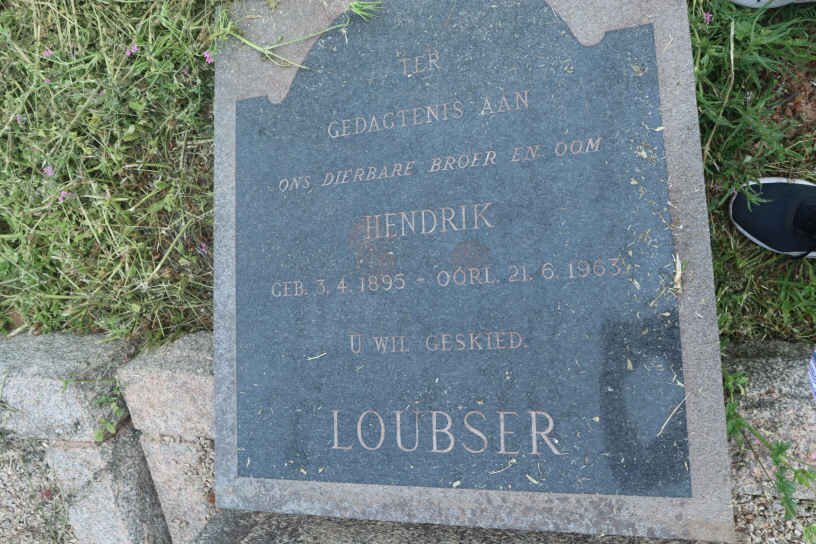 TER
GEDACTENIS AAN
ONS DIERBARE BROER EN OOM
HENDRIK
GEB. 3. 4. 1895 - OORL. 21. 6. 1963
U WIL GESKIED.
LOUBSER